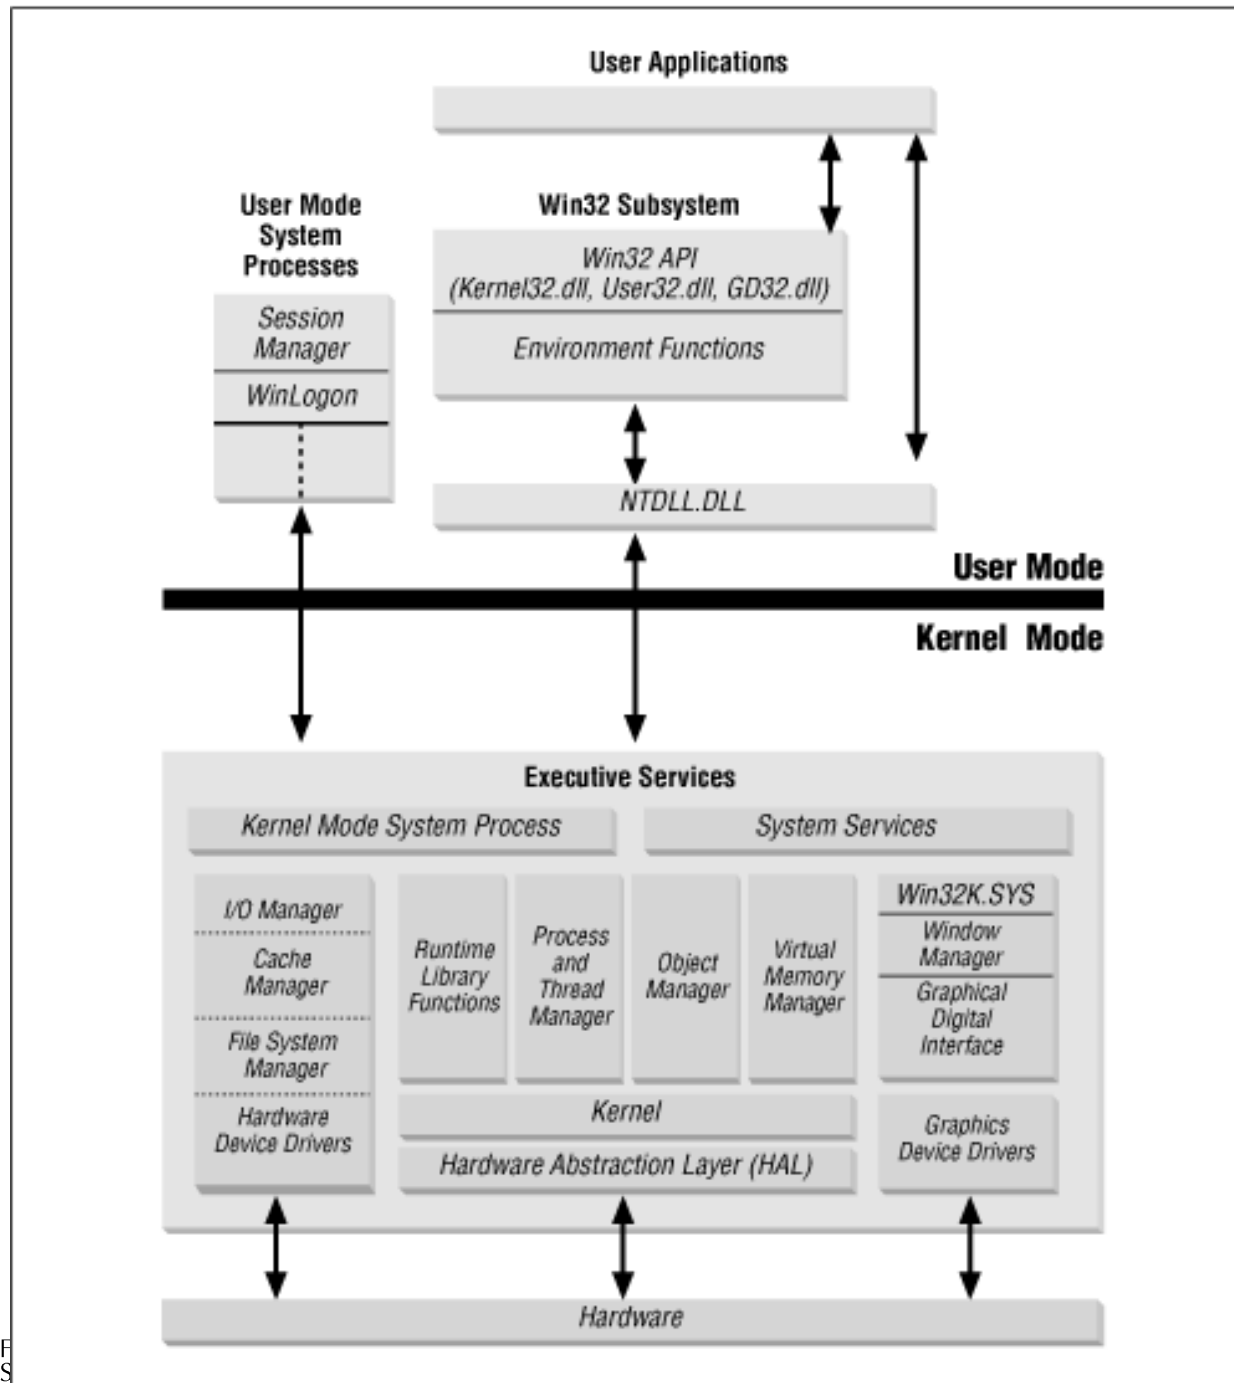 User Applications
User Mode
System
Processes
Session
Manager
WinLogon
Win32 Subsystem
Win32 API
(Kernel32.dll, User32.dll, GD32.dll)
Environment Functions
NTDLL.DLL
User Mode
Kernel Mode
Executive Services
Kernel Mode System Process
System Services
I/O Manager
Cache
Manager
File System
Manager
Hardware
Device Drivers
Runtime
Library
Functions
Process
and
Thread
Manager
Object
Manager
Virtual
Memory
Manager
Win32K.SYS
Window
Manager
Graphical
Digital
Interface
Kernel
Hardware Abstraction Layer (HAL)
Graphics
Device Drivers
Hardware
F
S